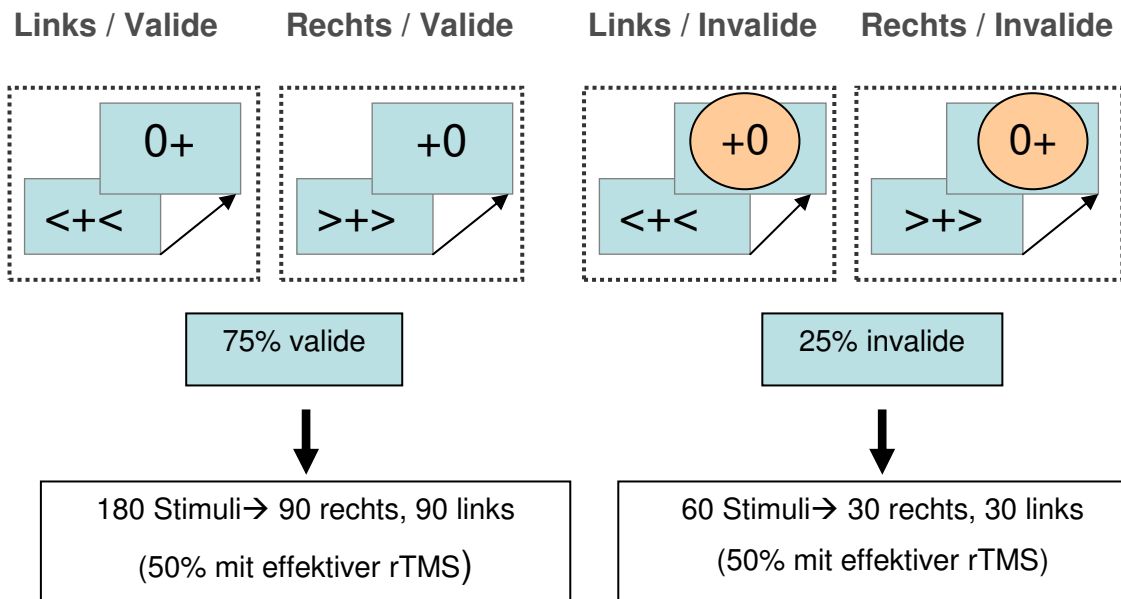 Links / Valide
Rechts / Valide
Links / Invalide
Rechts / Invalide
0+
<+<
+0
>+>
+0
<+<
0+
>+>
75% valide
25% invalide
180 Stimuli→ 90 rechts, 90 links
(50% mit effektiver rTMS)
60 Stimuli→ 30 rechts, 30 links
(50% mit effektiver rTMS)